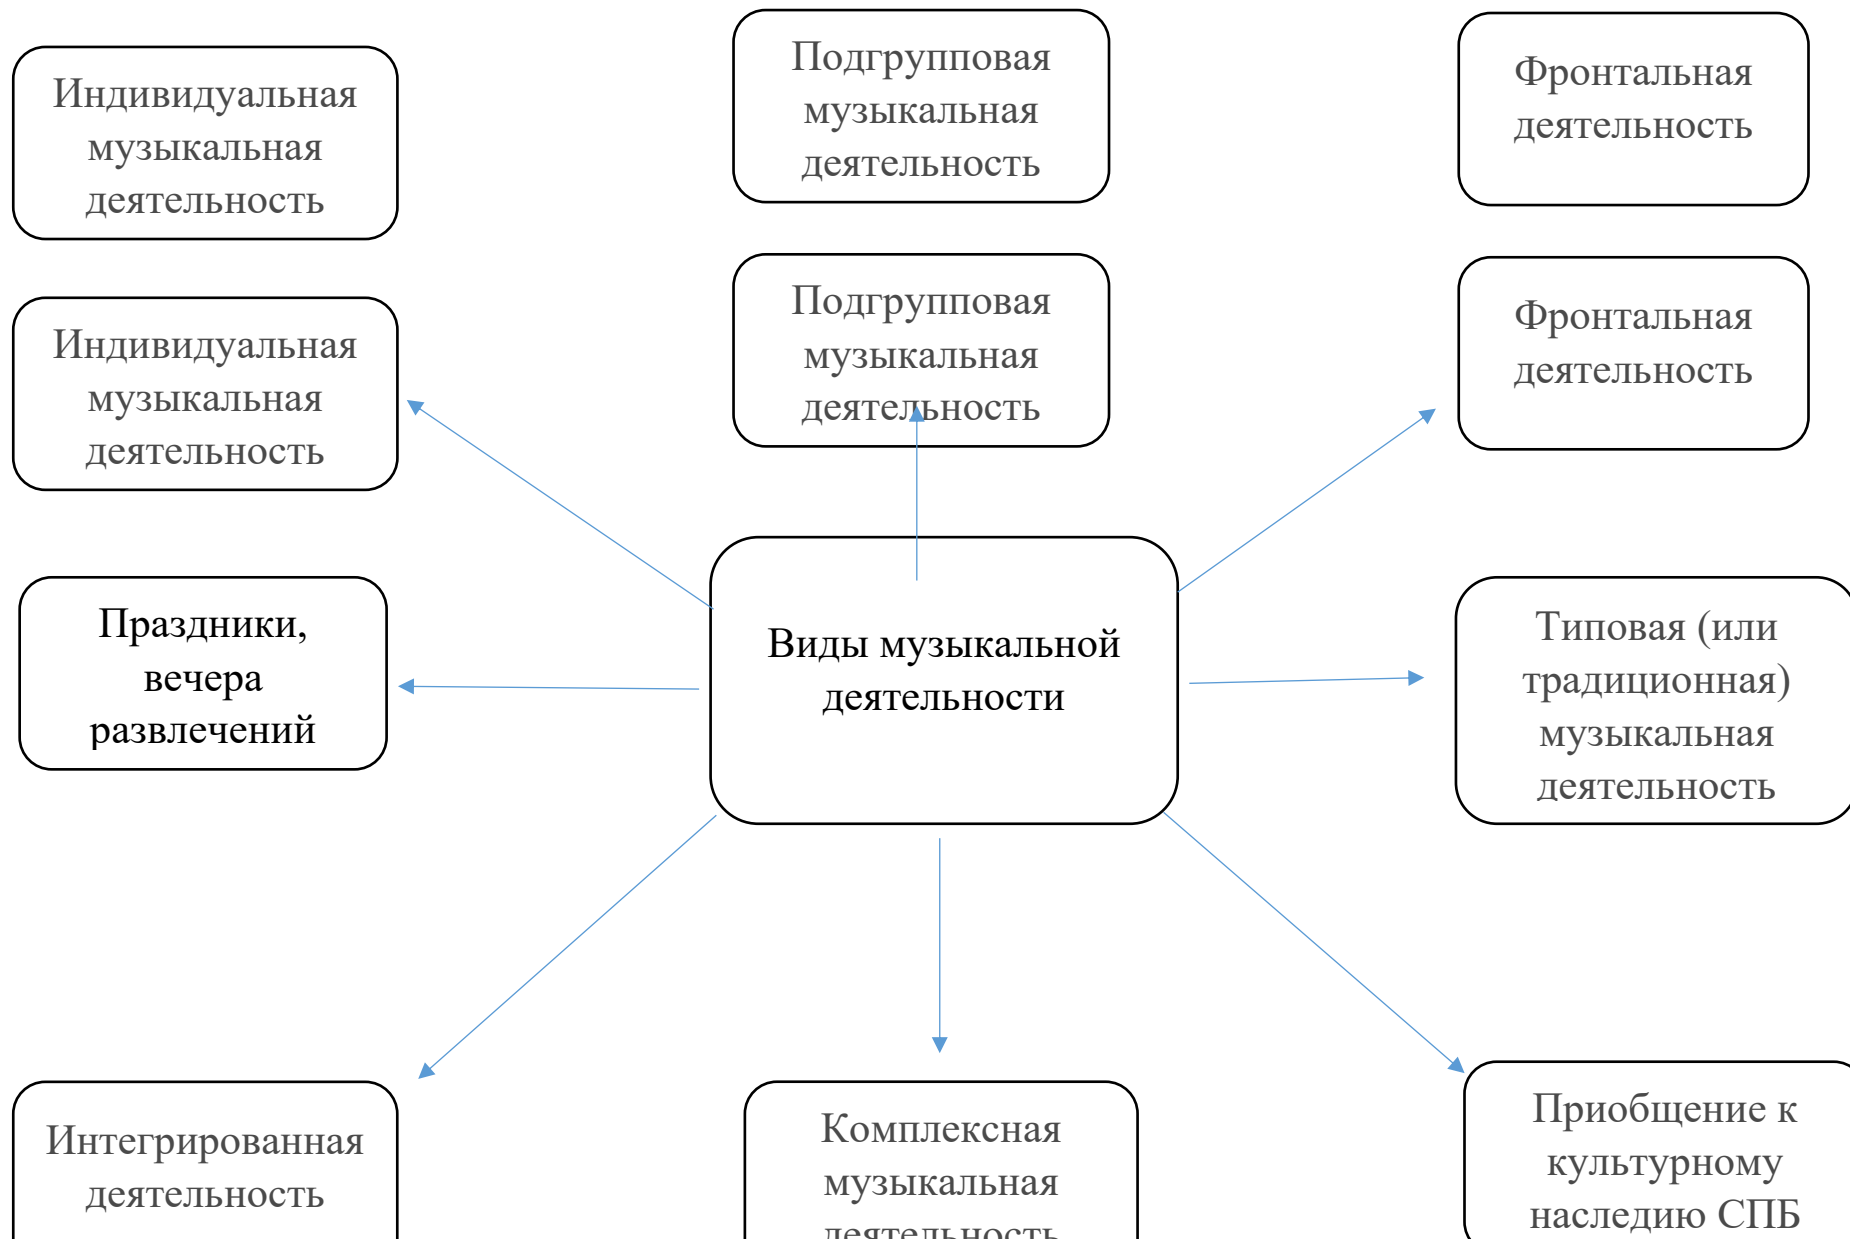 Индивидуальная
музыкальная
деятельность
Подгрупповая
музыкальная
деятельность
Фронтальная
деятельность
Индивидуальная
музыкальная
деятельность
Подгрупповая
музыкальная
деятельность
Фронтальная
деятельность
Праздники,
вечера
развлечений
Виды музыкальной
деятельности
Типовая (или
традиционная)
музыкальная
деятельность
Интегрированная
деятельность
Комплексная
музыкальная
деятельность
Приобщение к
культурному
наследию СПБ